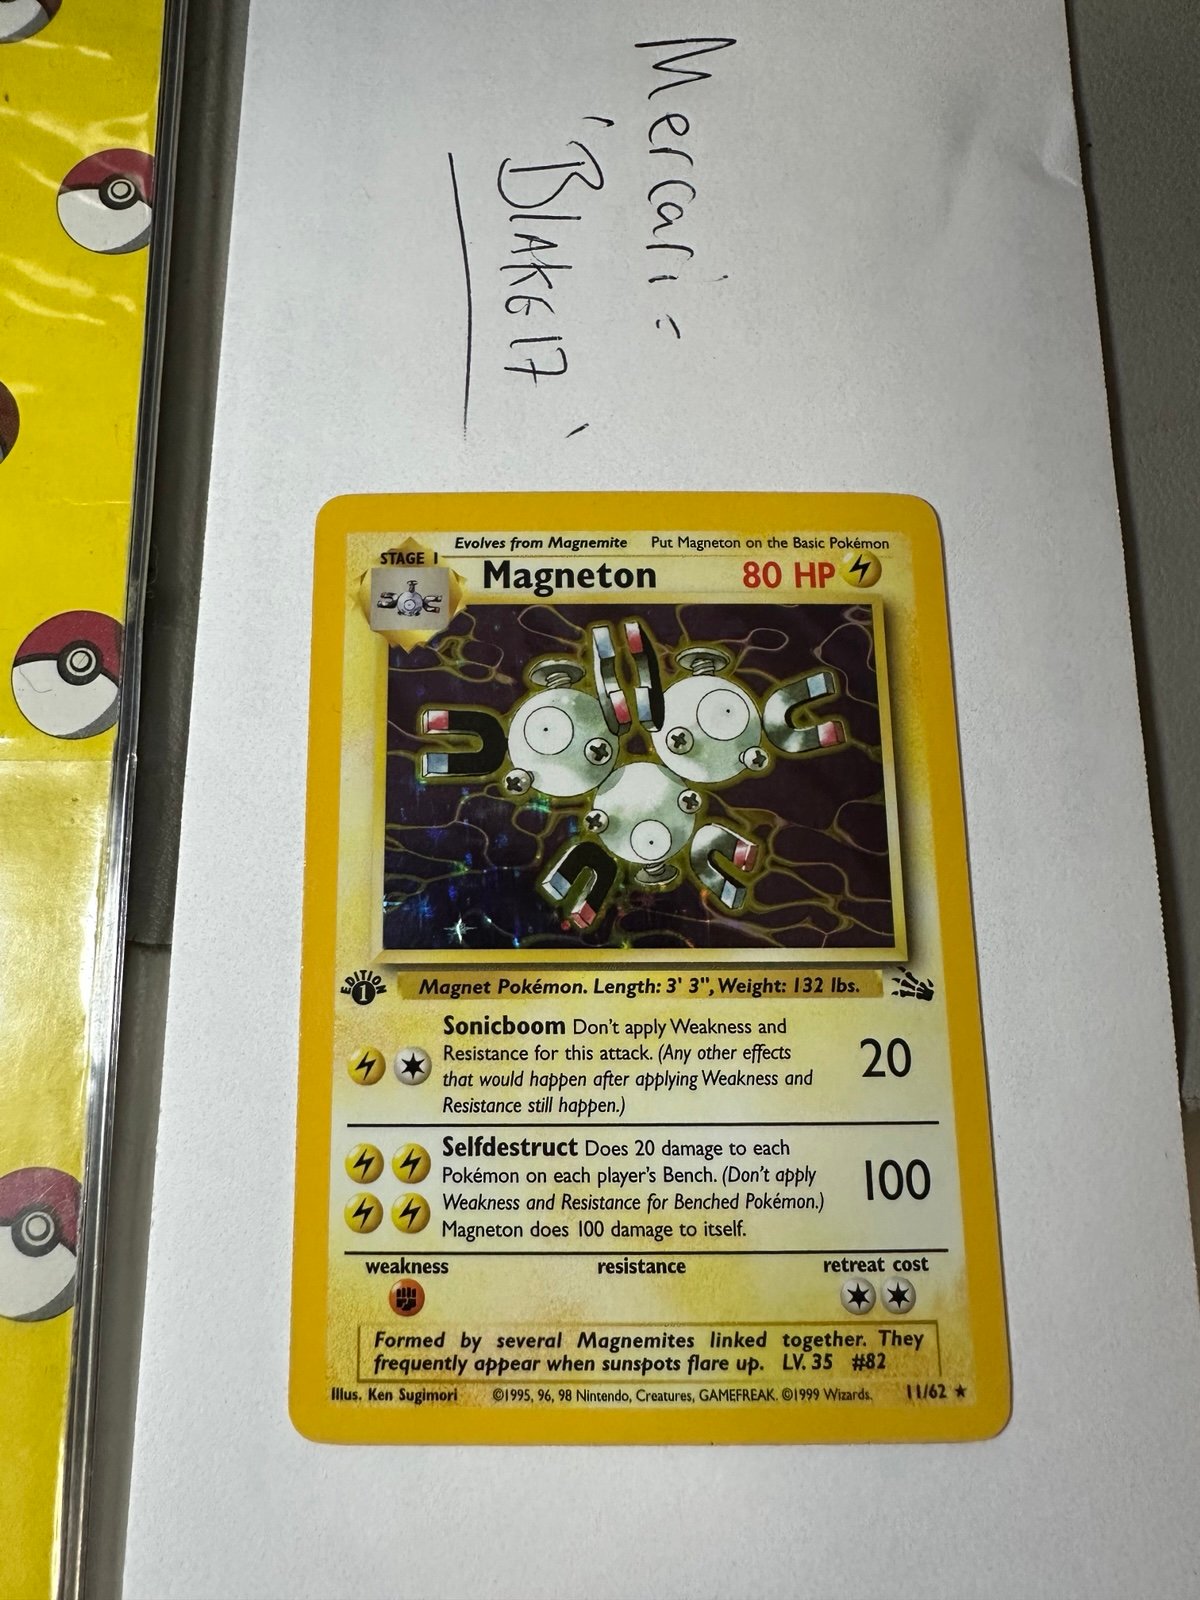 Mercari:
'BLAKE17'
Evolves from Magnemite Put Magneton on the Basic Pokémon
STAGE 1
Magneton 80 HP
EDITION
1
Magnet Pokémon. Length: 3' 3", Weight: 132 lbs.
Sonicboom Don't apply Weakness and
Resistance for this attack. (Any other effects
that would happen after applying Weakness and
Resistance still happen.)
20
Selfdestruct Does 20 damage to each
Pokémon on each player's Bench. (Don't apply
Weakness and Resistance for Benched Pokémon.)
Magneton does 100 damage to itself.
100
weakness resistance retreat cost
Formed by several Magnemites linked together. They
frequently appear when sunspots flare up. LV. 35 #82
Illus. Ken Sugimori ©1995, 96, 98 Nintendo, Creatures, GAMEFREAK. ©1999 Wizards. 11/62 ★